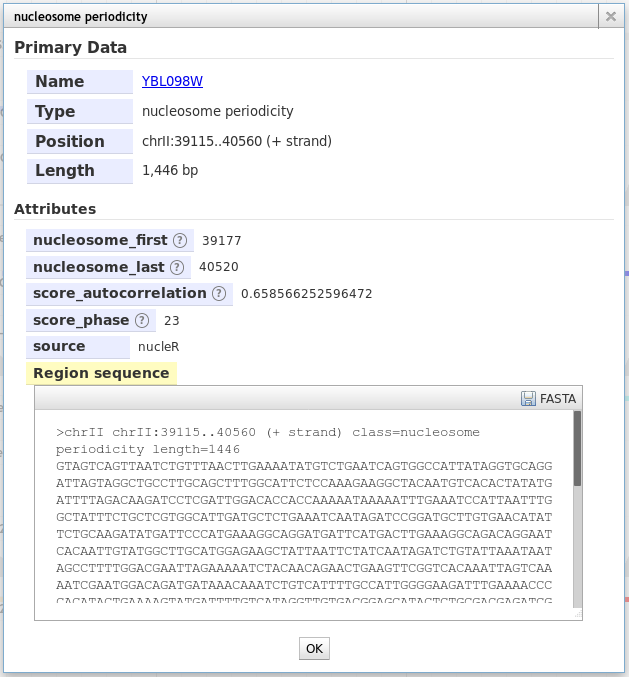 nucleosome periodicity
Primary Data
Name YBL098W
Type nucleosome periodicity
Position chrII:39115..40560 (+ strand)
Length 1,446 bp
Attributes
nucleosome_first ? 39177
nucleosome_last ? 40520
score_autocorrelation ? 0.658566252596472
score_phase ? 23
source nucleR
Region sequence
FASTA
>chrII chrII:39115..40560 (+ strand) class=nucleosome
periodicity length=1446
GTAGTCAGTTAATCTGTTTAACTTGAAAATATGTCTGAATCAGTGGCCATTATAGGTGCAGG
ATTAGTAGGCTGCCTTGCAGCTTTGGCATTCTCCAAAGAAGGCTACAATGTCACACTATATG
ATTTTAGACAAGATCCTCGATTGGACACCACCAAAAATAAAAATTTGAAATCCATTAATTTG
GCTATTTCTGCTCGTGGCATTGATGCTCTGAAATCAATAGATCCGGATGCTTGTGAACATAT
TCTGCAAGATATGATTCCCATGAAAGGCAGGATGATTCATGACTTGAAAGGCAGACAGGAAT
CACAATTGTATGGCTTGCATGGAGAAGCTATTAATTCTATCAATAGATCTGTATTAAATAAT
AGCCTTTTGGACGAATTAGAAAAATCTACAACAGAACTGAAGTTCGGTCACAAATTAGTCAA
AATCGAATGGACAGATGATAAACAAATCTGTCATTTTGCCATTGGGGAAGATTTGAAAACCC
CACATACTGAAAAGTATGATTTTGTCATAGGTTGTGACGGAGCATACTCTGCGACGAGATCG
OK